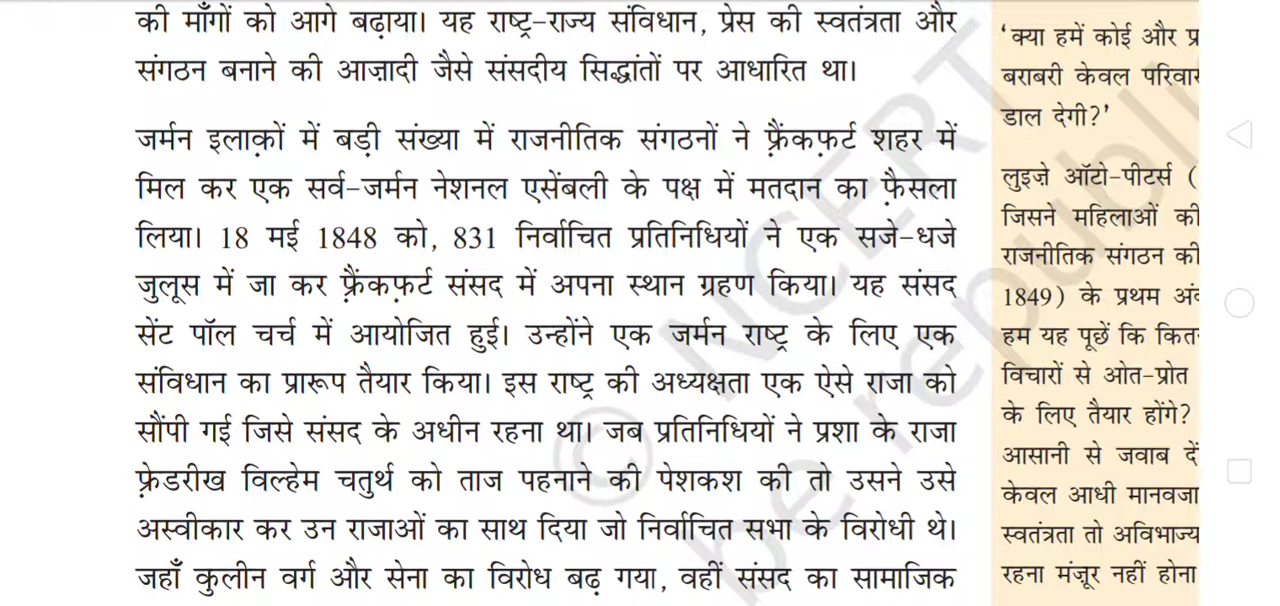 की माँगों को आगे बढ़ाया। यह राष्ट्र-राज्य संविधान, प्रेस की स्वतंत्रता और
संगठन बनाने की आज़ादी जैसे संसदीय सिद्धांतों पर आधारित था।
जर्मन इलाक़ों में बड़ी संख्या में राजनीतिक संगठनों ने फ़्रैंकफ़र्ट शहर में
मिल कर एक सर्व-जर्मन नेशनल एसेंबली के पक्ष में मतदान का फ़ैसला
लिया। 18 मई 1848 को, 831 निर्वाचित प्रतिनिधियों ने एक सजे-धजे
जुलूस में जा कर फ़्रैंकफ़र्ट संसद में अपना स्थान ग्रहण किया। यह संसद
सेंट पॉल चर्च में आयोजित हुई। उन्होंने एक जर्मन राष्ट्र के लिए एक
संविधान का प्रारूप तैयार किया। इस राष्ट्र की अध्यक्षता एक ऐसे राजा को
सौंपी गई जिसे संसद के अधीन रहना था। जब प्रतिनिधियों ने प्रशा के राजा
फ़्रेडरीख विल्हेम चतुर्थ को ताज पहनाने की पेशकश की तो उसने उसे
अस्वीकार कर उन राजाओं का साथ दिया जो निर्वाचित सभा के विरोधी थे।
जहाँ कुलीन वर्ग और सेना का विरोध बढ़ गया, वहीं संसद का सामाजिक
'क्या हमें कोई और प्र
बराबरी केवल परिवार
डाल देगी?'
लुइज़े ऑटो-पीटर्स (
जिसने महिलाओं की
राजनीतिक संगठन की
1849) के प्रथम अंक
हम यह पूछें कि कितन
विचारों से ओत-प्रोत
के लिए तैयार होंगे?
आसानी से जवाब दें
केवल आधी मानवजा
स्वतंत्रता तो अविभाज्य
रहना मंज़ूर नहीं होना
© NCERT
be republi